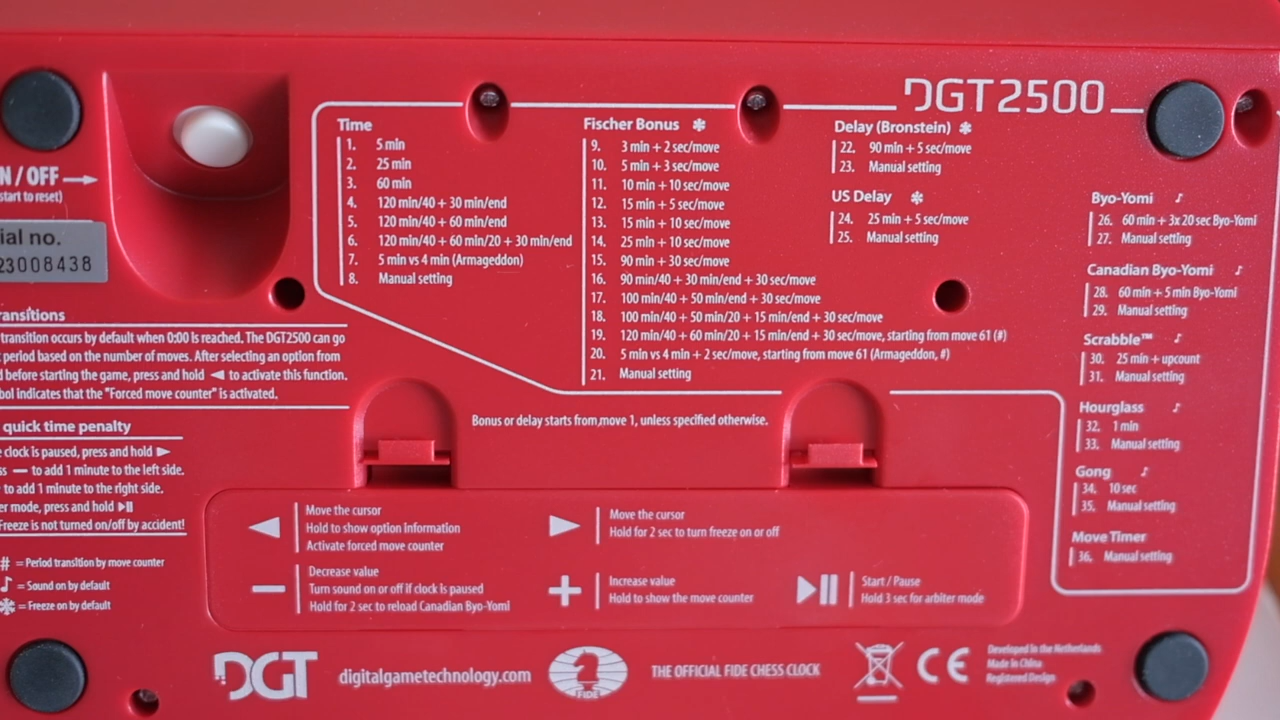 DGT2500
N / OFF
start to reset)
ial no.
23008438
Time
1. 5 min
2. 25 min
3. 60 min
4. 120 min/40 + 30 min/end
5. 120 min/40 + 60 min/end
6. 120 min/40 + 60 min/20 + 30 min/end
7. 5 min vs 4 min (Armageddon)
8. Manual setting
Fischer Bonus ✻
9. 3 min + 2 sec/move
10. 5 min + 3 sec/move
11. 10 min + 10 sec/move
12. 15 min + 5 sec/move
13. 15 min + 10 sec/move
14. 25 min + 10 sec/move
15. 90 min + 30 sec/move
16. 90 min/40 + 30 min/end + 30 sec/move
17. 100 min/40 + 50 min/end + 30 sec/move
18. 100 min/40 + 50 min/20 + 15 min/end + 30 sec/move
19. 120 min/40 + 60 min/20 + 15 min/end + 30 sec/move, starting from move 61 (#)
20. 5 min vs 4 min + 2 sec/move, starting from move 61 (Armageddon, #)
21. Manual setting
Delay (Bronstein) ✻
22. 90 min + 5 sec/move
23. Manual setting
US Delay ✻
24. 25 min + 5 sec/move
25. Manual setting
Byo-Yomi ♪
26. 60 min + 3x 20 sec Byo-Yomi
27. Manual setting
Canadian Byo-Yomi ♪
28. 60 min + 5 min Byo-Yomi
29. Manual setting
Scrabble™ ♪
30. 25 min + upcount
31. Manual setting
Hourglass ♪
32. 1 min
33. Manual setting
Gong ♪
34. 10 sec
35. Manual setting
Move Timer
36. Manual setting
Bonus or delay starts from move 1, unless specified otherwise.
ansitions
transition occurs by default when 0:00 is reached. The DGT2500 can go
period based on the number of moves. After selecting an option from
d before starting the game, press and hold ◄ to activate this function.
bol indicates that the "Forced move counter" is activated.
quick time penalty
e clock is paused, press and hold ►
ss — to add 1 minute to the left side.
to add 1 minute to the right side.
er mode, press and hold ►II
Freeze is not turned on/off by accident!
# = Period transition by move counter
♪ = Sound on by default
✻ = Freeze on by default
◄ Move the cursor
Hold to show option information
Activate forced move counter
► Move the cursor
Hold for 2 sec to turn freeze on or off
— Decrease value
Turn sound on or off if clock is paused
Hold for 2 sec to reload Canadian Byo-Yomi
+ Increase value
Hold to show the move counter
►II Start / Pause
Hold 3 sec for arbiter mode
DGT
digitalgametechnology.com
FIDE
THE OFFICIAL FIDE CHESS CLOCK
CE
Developed in the Netherlands
Made in China
Registered Design